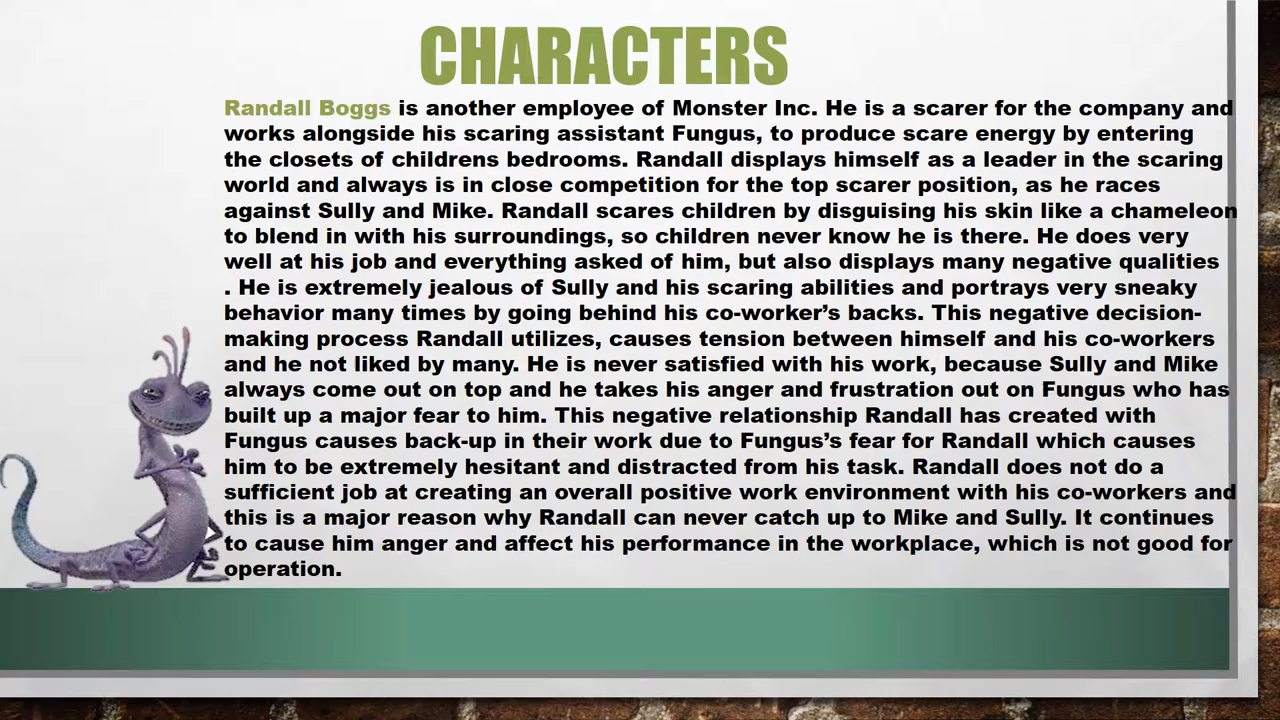 CHARACTERS
Randall Boggs is another employee of Monster Inc. He is a scarer for the company and
works alongside his scaring assistant Fungus, to produce scare energy by entering
the closets of childrens bedrooms. Randall displays himself as a leader in the scaring
world and always is in close competition for the top scarer position, as he races
against Sully and Mike. Randall scares children by disguising his skin like a chameleon
to blend in with his surroundings, so children never know he is there. He does very
well at his job and everything asked of him, but also displays many negative qualities
. He is extremely jealous of Sully and his scaring abilities and portrays very sneaky
behavior many times by going behind his co-worker’s backs. This negative decision-
making process Randall utilizes, causes tension between himself and his co-workers
and he not liked by many. He is never satisfied with his work, because Sully and Mike
always come out on top and he takes his anger and frustration out on Fungus who has
built up a major fear to him. This negative relationship Randall has created with
Fungus causes back-up in their work due to Fungus’s fear for Randall which causes
him to be extremely hesitant and distracted from his task. Randall does not do a
sufficient job at creating an overall positive work environment with his co-workers and
this is a major reason why Randall can never catch up to Mike and Sully. It continues
to cause him anger and affect his performance in the workplace, which is not good for
operation.